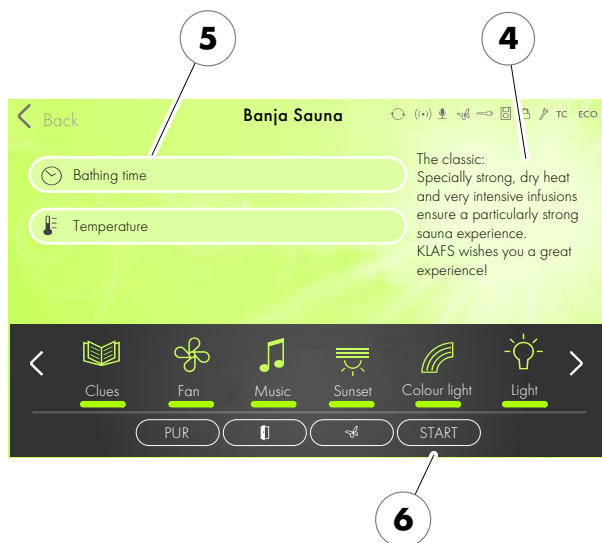 5
4
Back
Banja Sauna
TC
ECO
Bathing time
Temperature
The classic:
Specially strong, dry heat
and very intensive infusions
ensure a particularly strong
sauna experience.
KLAFS wishes you a great
experience!
Clues
Fan
Music
Sunset
Colour light
Light
PUR
START
6